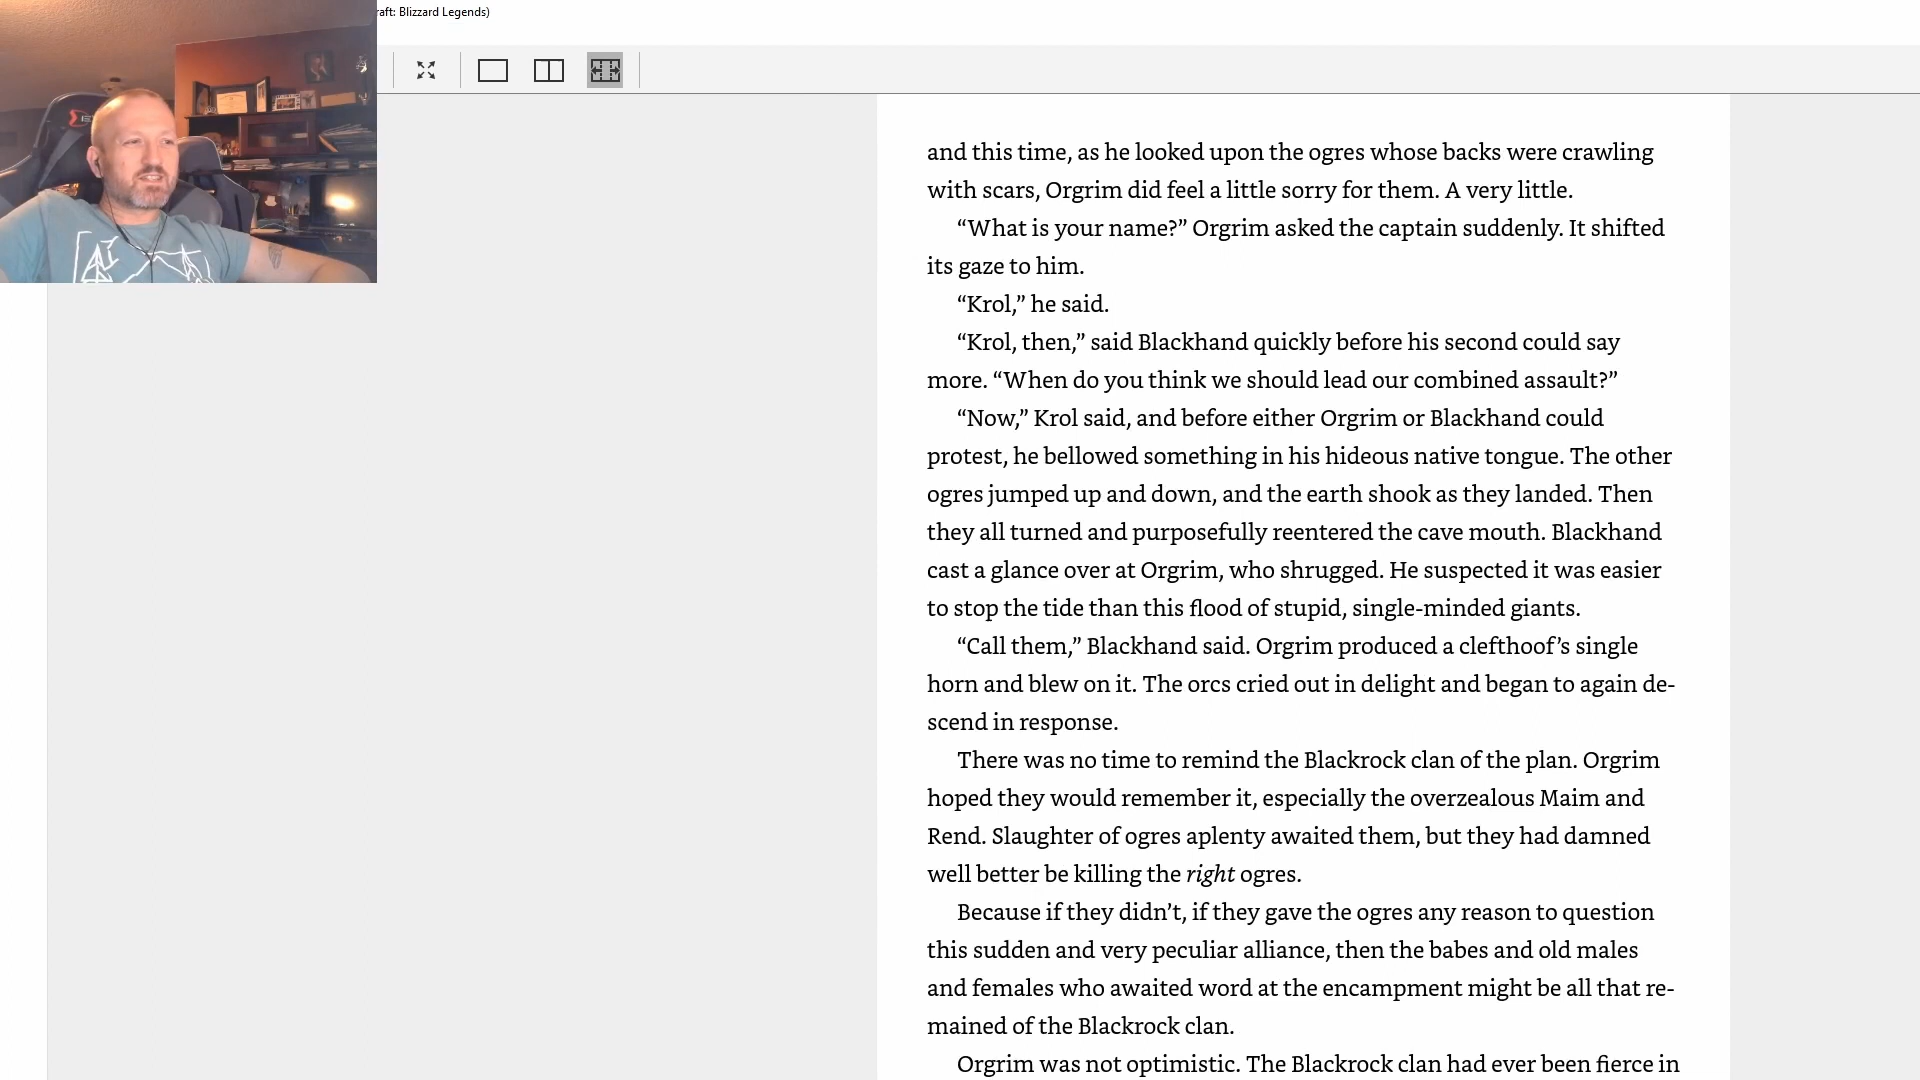 raft: Blizzard Legends)
and this time, as he looked upon the ogres whose backs were crawling
with scars, Orgrim did feel a little sorry for them. A very little.
“What is your name?” Orgrim asked the captain suddenly. It shifted
its gaze to him.
“Krol,” he said.
“Krol, then,” said Blackhand quickly before his second could say
more. “When do you think we should lead our combined assault?”
“Now,” Krol said, and before either Orgrim or Blackhand could
protest, he bellowed something in his hideous native tongue. The other
ogres jumped up and down, and the earth shook as they landed. Then
they all turned and purposefully reentered the cave mouth. Blackhand
cast a glance over at Orgrim, who shrugged. He suspected it was easier
to stop the tide than this flood of stupid, single-minded giants.
“Call them,” Blackhand said. Orgrim produced a clefthoof’s single
horn and blew on it. The orcs cried out in delight and began to again de-
scend in response.
There was no time to remind the Blackrock clan of the plan. Orgrim
hoped they would remember it, especially the overzealous Maim and
Rend. Slaughter of ogres aplenty awaited them, but they had damned
well better be killing the right ogres.
Because if they didn’t, if they gave the ogres any reason to question
this sudden and very peculiar alliance, then the babes and old males
and females who awaited word at the encampment might be all that re-
mained of the Blackrock clan.
Orgrim was not optimistic. The Blackrock clan had ever been fierce in